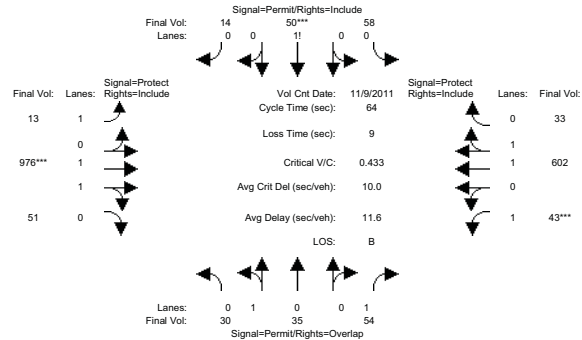 Signal=Permit/Rights=Include
Final Vol: 14 50*** 58
Lanes: 0 0 1! 0 0
Signal=Protect
Final Vol: Lanes: Rights=Include
Vol Cnt Date: 11/9/2011
Signal=Protect
Rights=Include Lanes: Final Vol:
Cycle Time (sec): 64
13 1 0 33
Loss Time (sec): 9
0 1
976*** 1 Critical V/C: 0.433 1 602
1 Avg Crit Del (sec/veh): 10.0 0
51 0 Avg Delay (sec/veh): 11.6 1 43***
LOS: B
Lanes: 0 1 0 0 1
Final Vol: 30 35 54
Signal=Permit/Rights=Overlap